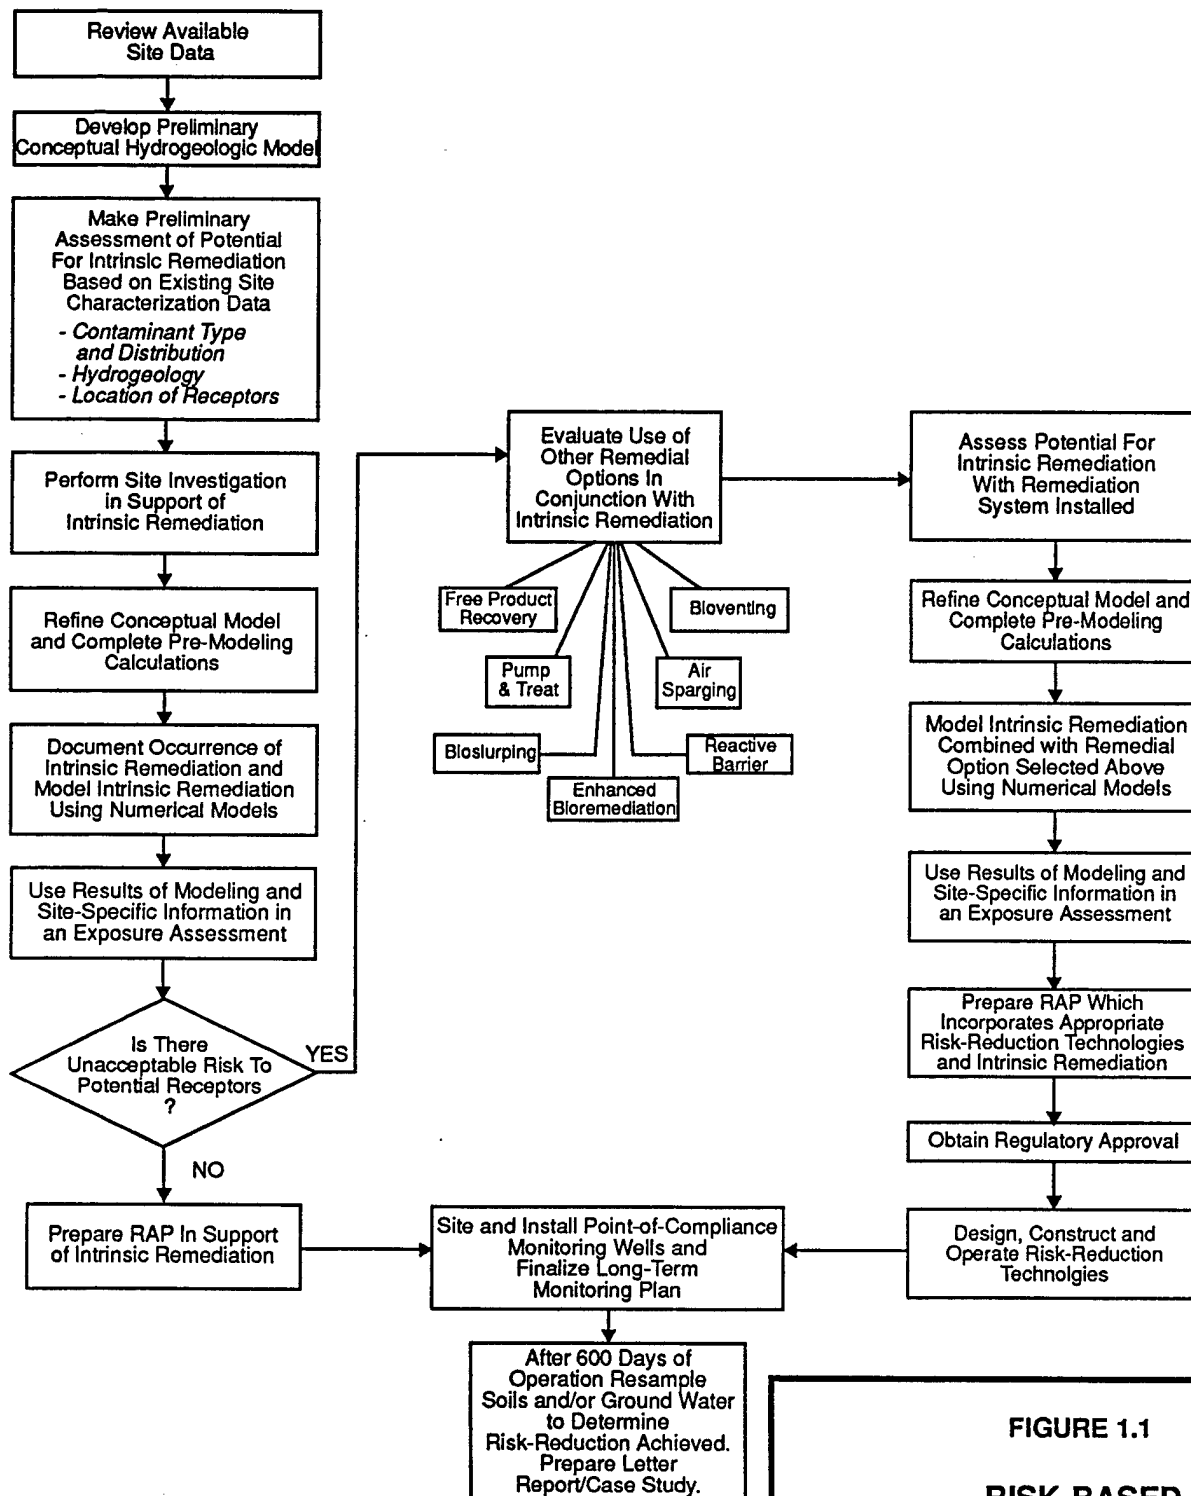 Review Available
Site Data
Develop Preliminary
Conceptual Hydrogeologic Model
Make Preliminary
Assessment of Potential
For Intrinsic Remediation
Based on Existing Site
Characterization Data
- Contaminant Type
and Distribution
- Hydrogeology
- Location of Receptors
Perform Site Investigation
in Support of
Intrinsic Remediation
Refine Conceptual Model
and Complete Pre-Modeling
Calculations
Document Occurrence of
Intrinsic Remediation and
Model Intrinsic Remediation
Using Numerical Models
Use Results of Modeling and
Site-Specific Information in
an Exposure Assessment
Is There
Unacceptable Risk To
Potential Receptors
?
YES
NO
Prepare RAP In Support
of Intrinsic Remediation
Evaluate Use of
Other Remedial
Options In
Conjunction With
Intrinsic Remediation
Free Product
Recovery
Bioventing
Pump
& Treat
Air
Sparging
Bioslurping
Reactive
Barrier
Enhanced
Bioremediation
Assess Potential For
Intrinsic Remediation
With Remediation
System Installed
Refine Conceptual Model and
Complete Pre-Modeling
Calculations
Model Intrinsic Remediation
Combined with Remedial
Option Selected Above
Using Numerical Models
Use Results of Modeling and
Site-Specific Information in
an Exposure Assessment
Prepare RAP Which
Incorporates Appropriate
Risk-Reduction Technologies
and Intrinsic Remediation
Obtain Regulatory Approval
Design, Construct and
Operate Risk-Reduction
Technolgies
Site and Install Point-of-Compliance
Monitoring Wells and
Finalize Long-Term
Monitoring Plan
After 600 Days of
Operation Resample
Soils and/or Ground Water
to Determine
Risk-Reduction Achieved.
Prepare Letter
Report/Case Study.
FIGURE 1.1
RISK-BASED